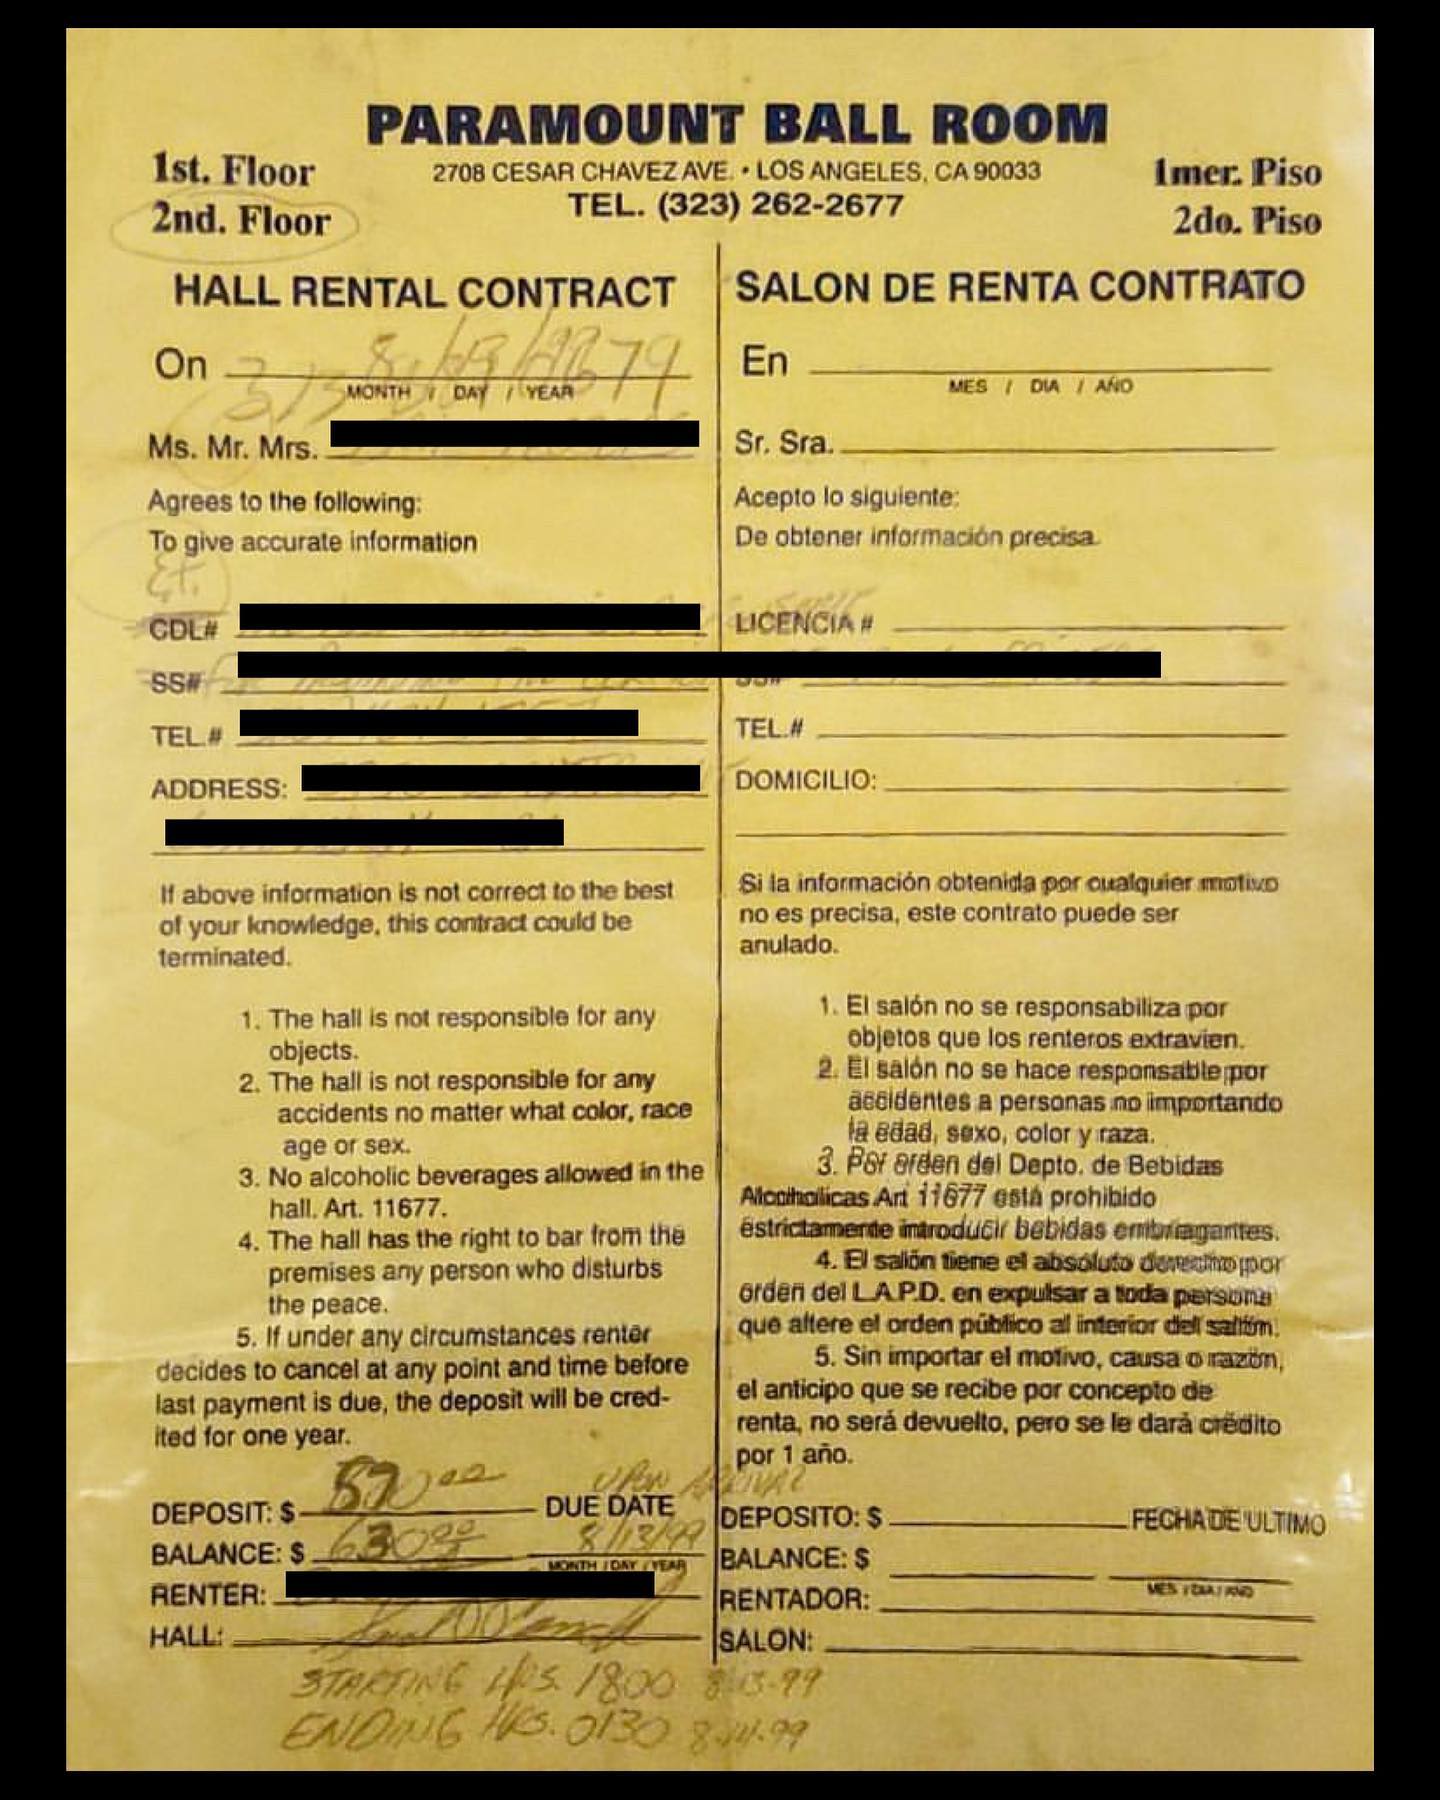 PARAMOUNT BALL ROOM
1st. Floor
2nd. Floor
2708 CESAR CHAVEZ AVE. • LOS ANGELES, CA 90033
TEL. (323) 262-2677
1mer. Piso
2do. Piso
HALL RENTAL CONTRACT
On 8/13/99
MONTH / DAY / YEAR
Ms. Mr. Mrs.
Agrees to the following:
To give accurate information
CDL#
SS#
TEL.#
ADDRESS:
If above information is not correct to the best
of your knowledge, this contract could be
terminated.
1. The hall is not responsible for any
objects.
2. The hall is not responsible for any
accidents no matter what color, race
age or sex.
3. No alcoholic beverages allowed in the
hall. Art. 11677.
4. The hall has the right to bar from the
premises any person who disturbs
the peace.
5. If under any circumstances renter
decides to cancel at any point and time before
last payment is due, the deposit will be cred-
ited for one year.
UPON ARRIVAL
DEPOSIT: $ DUE DATE
BALANCE: $ 630.00 8/13/99
MONTH / DAY / YEAR
RENTER:
HALL:
STARTING HRS. 1800 8-13-99
ENDING HRS. 0130 8-14-99
SALON DE RENTA CONTRATO
En
MES / DIA / AÑO
Sr. Sra.
Acepto lo siguiente:
De obtener información precisa.
LICENCIA #
SS#
TEL.#
DOMICILIO:
Si la información obtenida por cualquier motivo
no es precisa, este contrato puede ser
anulado.
1. El salón no se responsabiliza por
objetos que los renteros extravien.
2. El salón no se hace responsable por
accidentes a personas no importando
la edad, sexo, color y raza.
3. Por orden del Depto. de Bebidas
Alcoholicas Art 11677 está prohibido
estrictamente introducir bebidas embriagantes.
4. El salón tiene el absoluto derecho por
orden del L.A.P.D. en expulsar a toda persona
que altere el orden público al interior del salón.
5. Sin importar el motivo, causa o razón,
el anticipo que se recibe por concepto de
renta, no será devuelto, pero se le dará crédito
por 1 año.
DEPOSITO: $ FECHA DE ULTIMO
BALANCE: $
MES / DIA / AÑO
RENTADOR:
SALON: